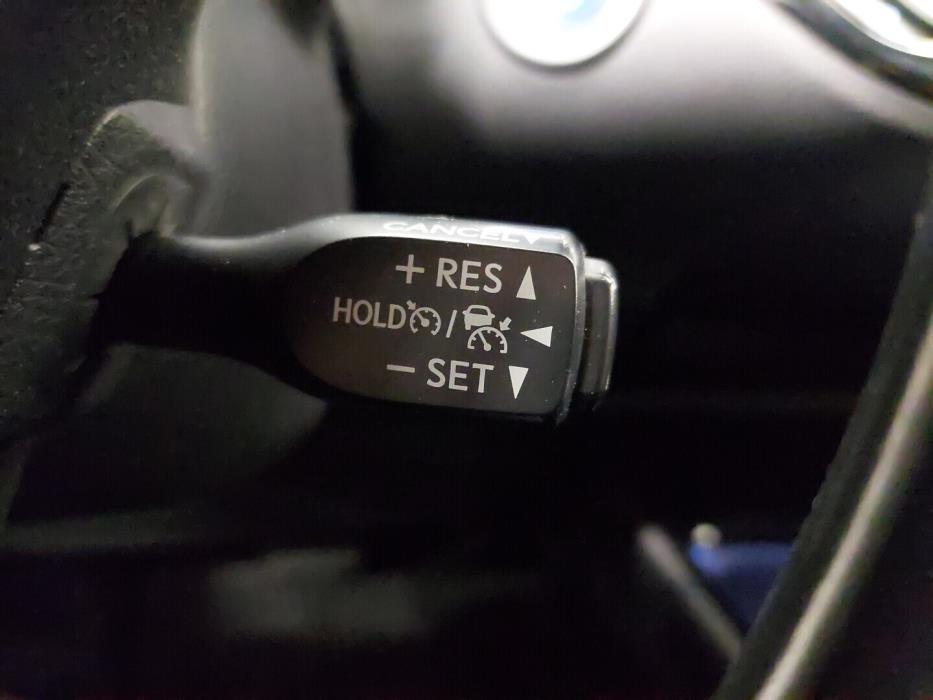 CANCEL
+ RES ▲
HOLD / ◀
− SET ▼